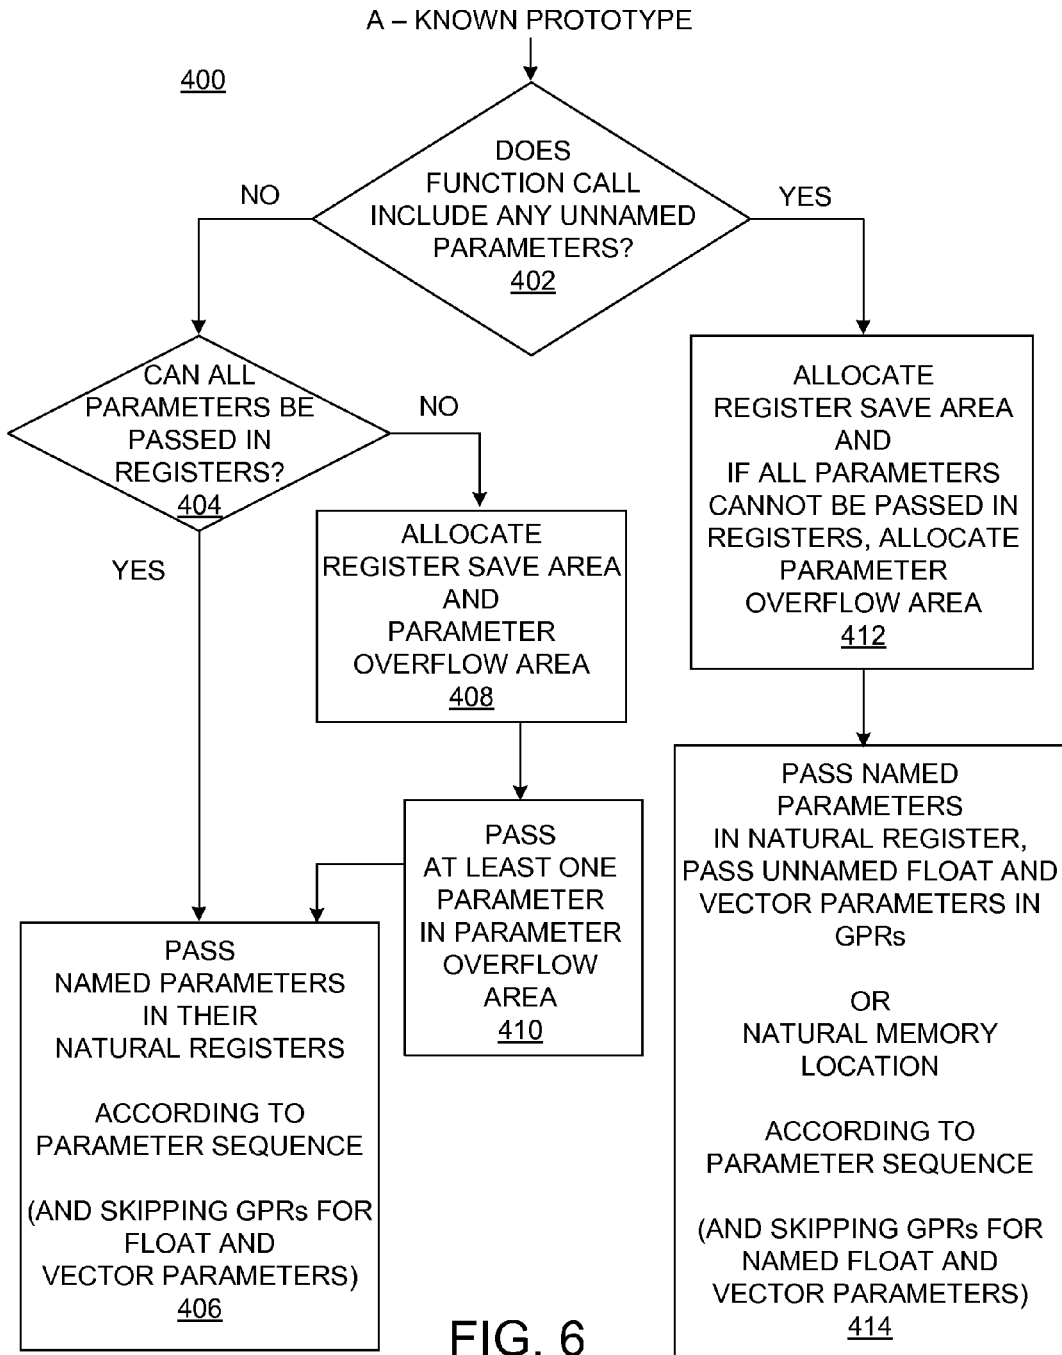 A – KNOWN PROTOTYPE
400
DOES
FUNCTION CALL
INCLUDE ANY UNNAMED
PARAMETERS?
402
NO
YES
CAN ALL
PARAMETERS BE
PASSED IN
REGISTERS?
404
NO
YES
ALLOCATE
REGISTER SAVE AREA
AND
PARAMETER
OVERFLOW AREA
408
ALLOCATE
REGISTER SAVE AREA
AND
IF ALL PARAMETERS
CANNOT BE PASSED IN
REGISTERS, ALLOCATE
PARAMETER
OVERFLOW AREA
412
PASS
AT LEAST ONE
PARAMETER
IN PARAMETER
OVERFLOW
AREA
410
PASS
NAMED PARAMETERS
IN THEIR
NATURAL REGISTERS
ACCORDING TO
PARAMETER SEQUENCE
(AND SKIPPING GPRs FOR
FLOAT AND
VECTOR PARAMETERS)
406
PASS NAMED
PARAMETERS
IN NATURAL REGISTER,
PASS UNNAMED FLOAT AND
VECTOR PARAMETERS IN
GPRs
OR
NATURAL MEMORY
LOCATION
ACCORDING TO
PARAMETER SEQUENCE
(AND SKIPPING GPRs FOR
NAMED FLOAT AND
VECTOR PARAMETERS)
414
FIG. 6